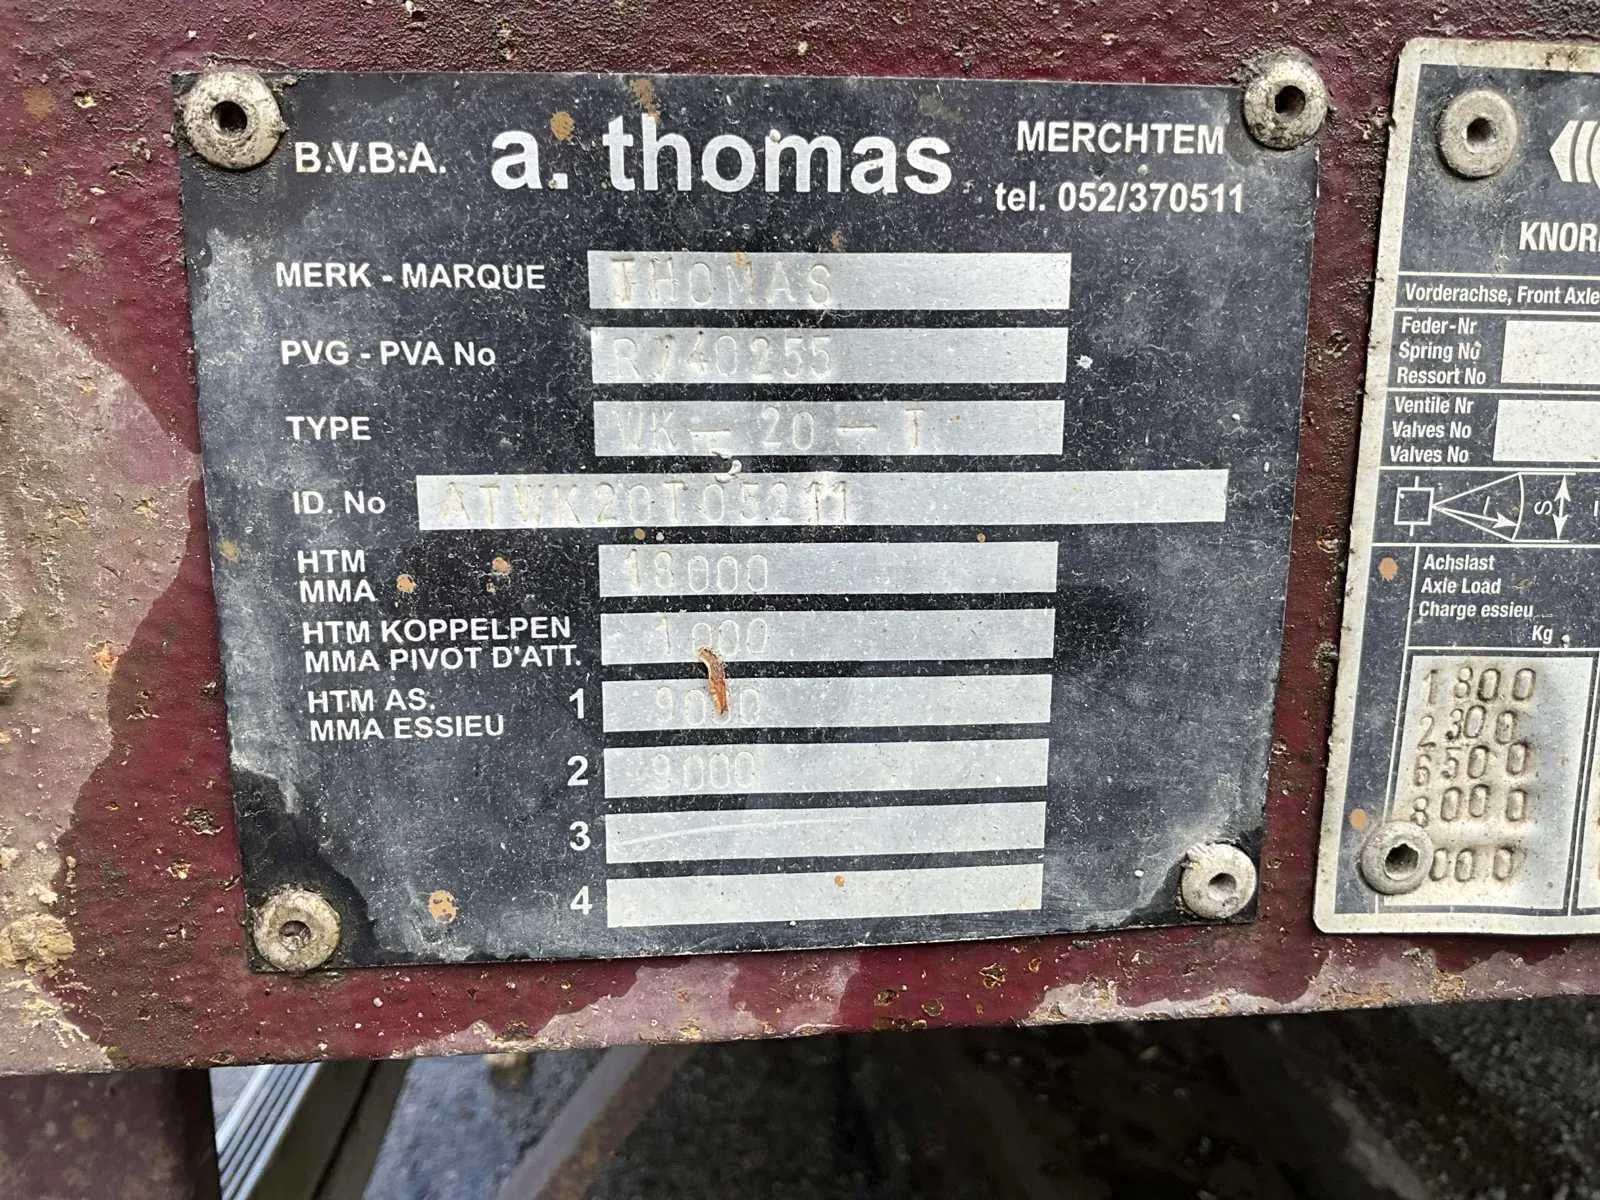 B.V.B.A. a. thomas MERCHTEM
tel. 052/370511
MERK - MARQUE THOMAS
PVG - PVA No R/40255
TYPE WK - 20 - T
ID. No ATWK20T05211
HTM
MMA 18000
HTM KOPPELPEN
MMA PIVOT D'ATT. 1000
HTM AS.
MMA ESSIEU 1 9000
2 9000
3
4
KNOR
Vorderachse, Front Axle
Feder-Nr
Spring No
Ressort No
Ventile Nr
Valves No
Valves No
L S
Achslast
Axle Load
Charge essieu
Kg
1800
2300
6500
8000